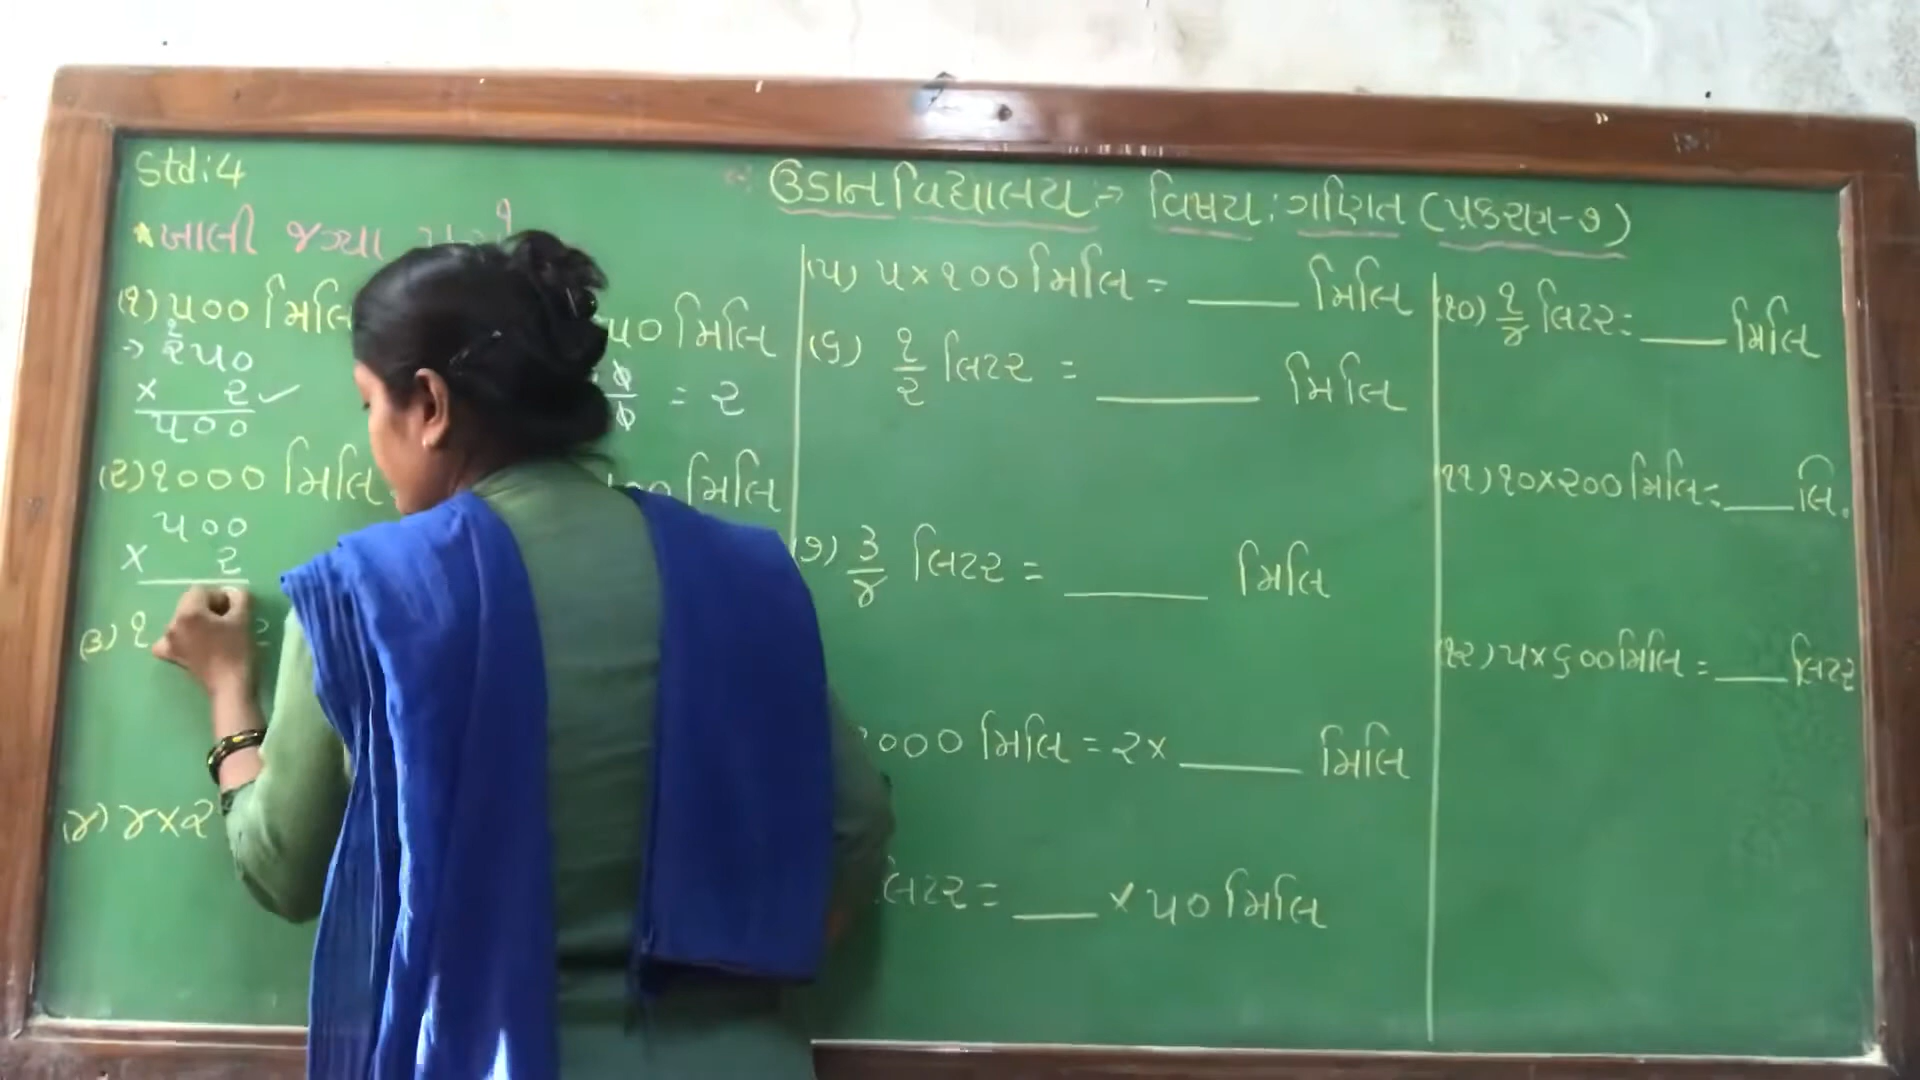 Std:4
ઉડાન વિદ્યાલય :→ વિષય : ગણિત (પ્રકરણ-૭)
* ખાલી જગ્યા
(૧) ૫૦૦ મિલિ
૫૦ મિલિ
૧
→ ૨૫૦
× ૨ ✓
૫૦૦
= ૨
(૨) ૧૦૦૦ મિલિ
મિલિ
૫૦૦
× ૨
(૩) ૧
(૪) ૪×૨
(૫) ૫×૧૦૦ મિલિ = ____ મિલિ
(૬) ૧/૨ લિટર = ____ મિલિ
(૭) ૩/૪ લિટર = ____ મિલિ
૦૦૦ મિલિ = ૨× ____ મિલિ
લિટર = ____ × ૫૦ મિલિ
(૧૦) ૧/૪ લિટર = ____ મિલિ
૧૧) ૧૦×૨૦૦ મિલિ = ____ લિ.
(૧૨) ૫×૬૦૦ મિલિ = ____ લિટર